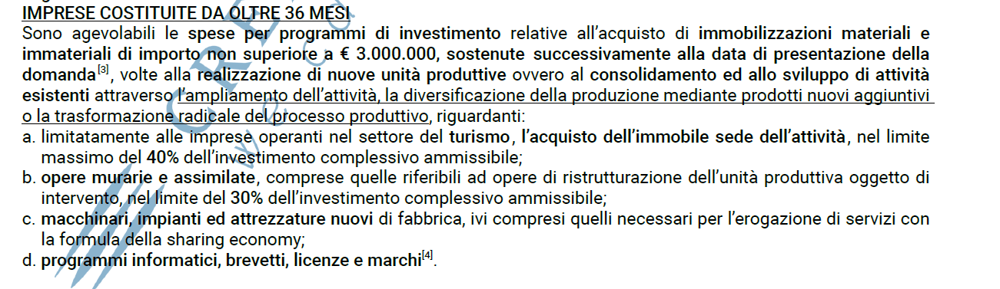 IMPRESE COSTITUITE DA OLTRE 36 MESI
Sono agevolabili le spese per programmi di investimento relative all'acquisto di immobilizzazioni materiali e
immateriali di importo non superiore a € 3.000.000, sostenute successivamente alla data di presentazione della
domanda[3], volte alla realizzazione di nuove unità produttive ovvero al consolidamento ed allo sviluppo di attività
esistenti attraverso l'ampliamento dell'attività, la diversificazione della produzione mediante prodotti nuovi aggiuntivi
o la trasformazione radicale del processo produttivo, riguardanti:
a. limitatamente alle imprese operanti nel settore del turismo, l'acquisto dell'immobile sede dell'attività, nel limite
massimo del 40% dell'investimento complessivo ammissibile;
b. opere murarie e assimilate, comprese quelle riferibili ad opere di ristrutturazione dell'unità produttiva oggetto di
intervento, nel limite del 30% dell'investimento complessivo ammissibile;
c. macchinari, impianti ed attrezzature nuovi di fabbrica, ivi compresi quelli necessari per l'erogazione di servizi con
la formula della sharing economy;
d. programmi informatici, brevetti, licenze e marchi[4].